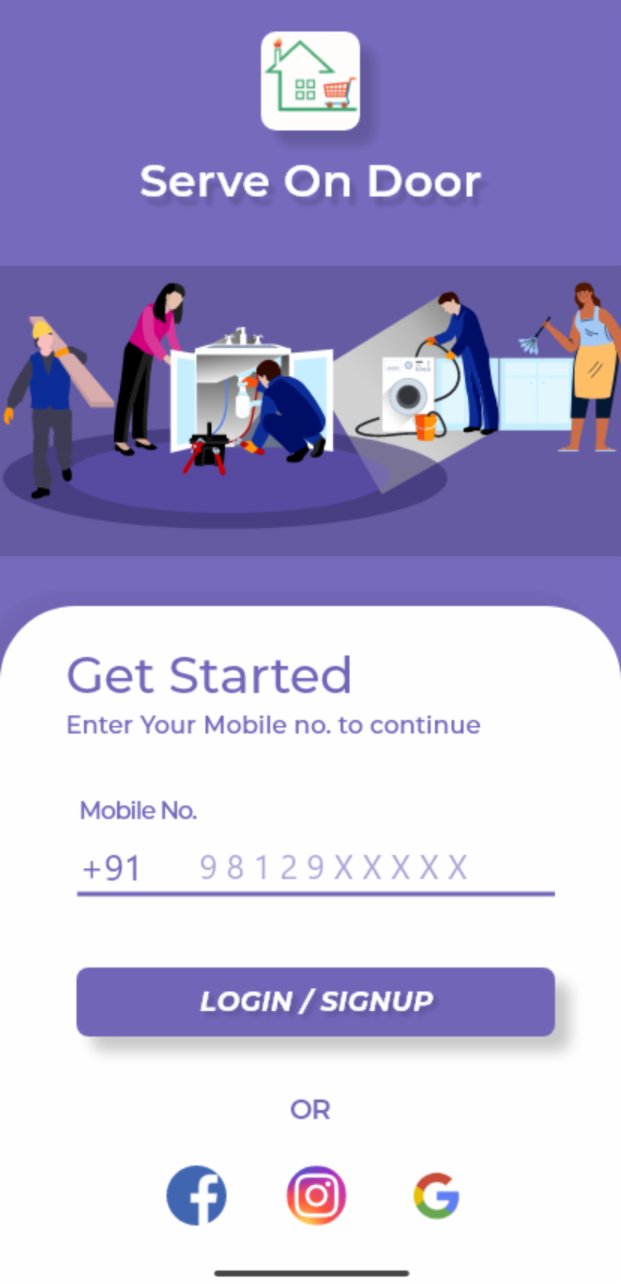 Serve On Door
Get Started
Enter Your Mobile no. to continue
Mobile No.
+91 98129XXXXX
LOGIN / SIGNUP
OR